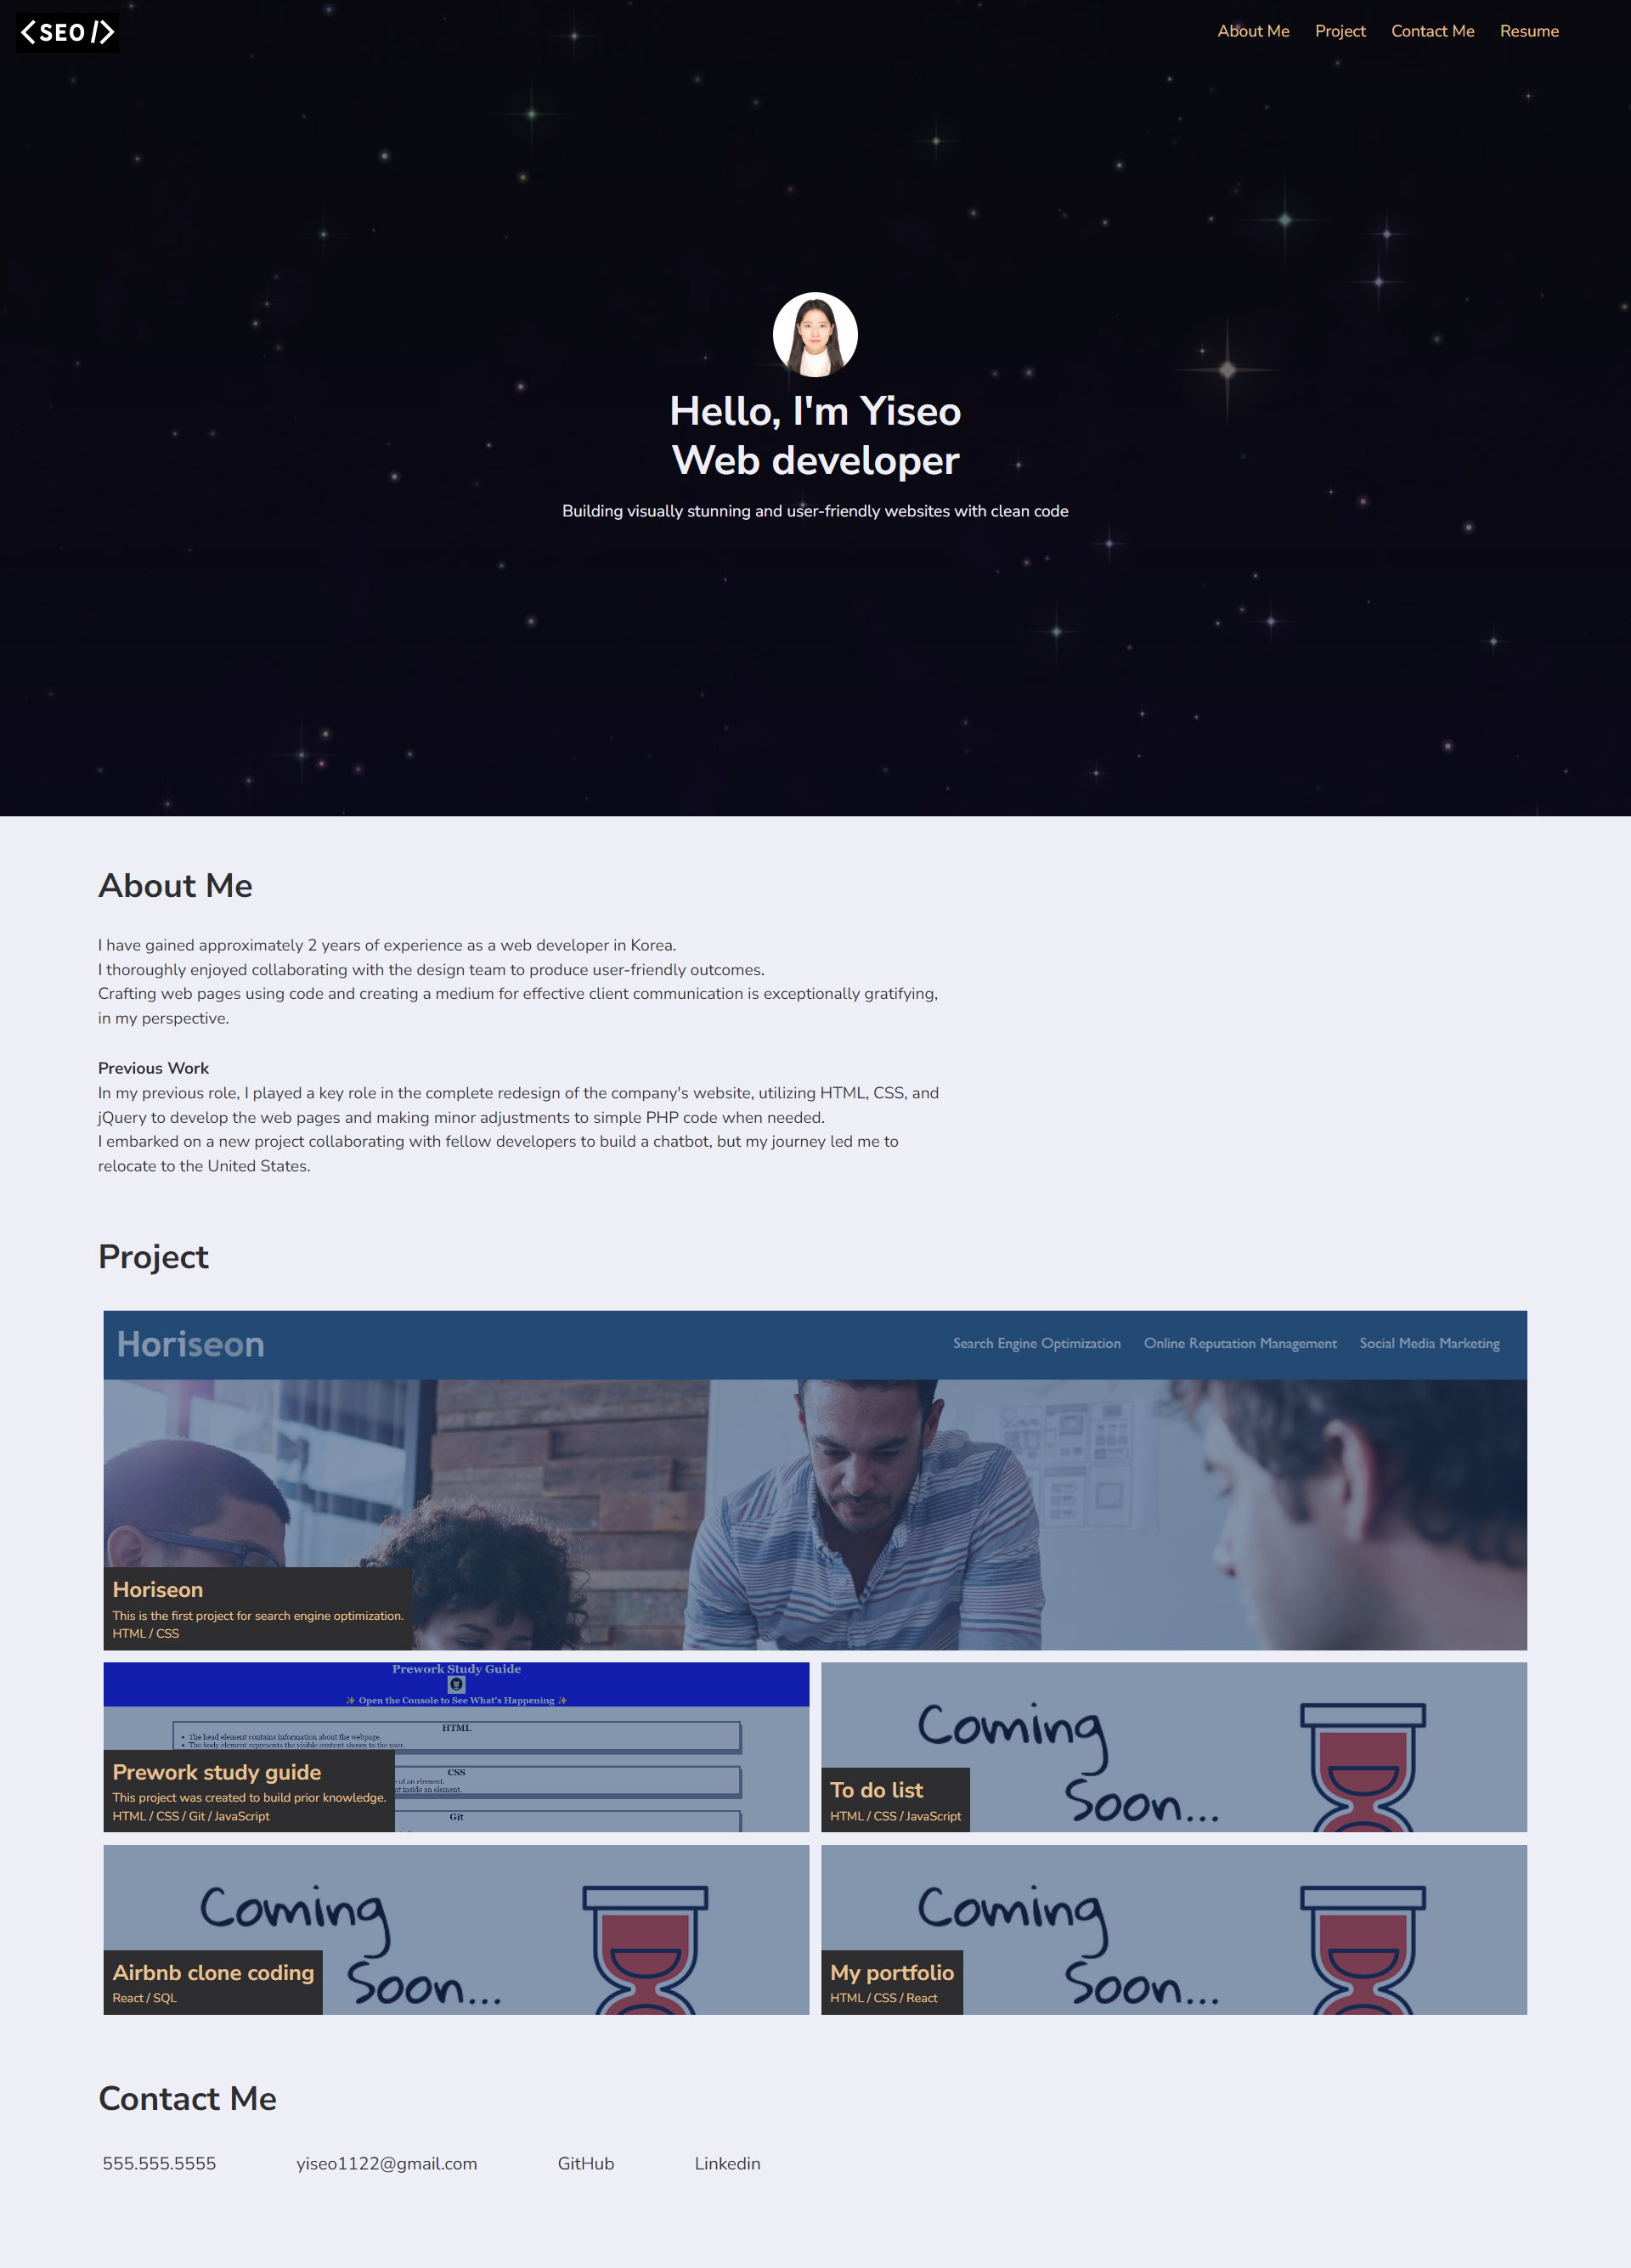 <SEO/>
About Me Project Contact Me Resume
Hello, I'm Yiseo
Web developer
Building visually stunning and user-friendly websites with clean code
About Me
I have gained approximately 2 years of experience as a web developer in Korea.
I thoroughly enjoyed collaborating with the design team to produce user-friendly outcomes.
Crafting web pages using code and creating a medium for effective client communication is exceptionally gratifying,
in my perspective.
Previous Work
In my previous role, I played a key role in the complete redesign of the company's website, utilizing HTML, CSS, and
jQuery to develop the web pages and making minor adjustments to simple PHP code when needed.
I embarked on a new project collaborating with fellow developers to build a chatbot, but my journey led me to
relocate to the United States.
Project
Horiseon
Search Engine Optimization Online Reputation Management Social Media Marketing
Horiseon
This is the first project for search engine optimization.
HTML / CSS
Prework Study Guide
✨ Open the Console to See What's Happening ✨
HTML
• The head element contains information about the webpage.
• The body element represents the visible content shown to the user.
CSS
of an element.
at inside an element.
Git
Prework study guide
This project was created to build prior knowledge.
HTML / CSS / Git / JavaScript
Coming
Soon...
To do list
HTML / CSS / JavaScript
Coming
Soon...
Airbnb clone coding
React / SQL
Coming
Soon...
My portfolio
HTML / CSS / React
Contact Me
555.555.5555 yiseo1122@gmail.com GitHub Linkedin